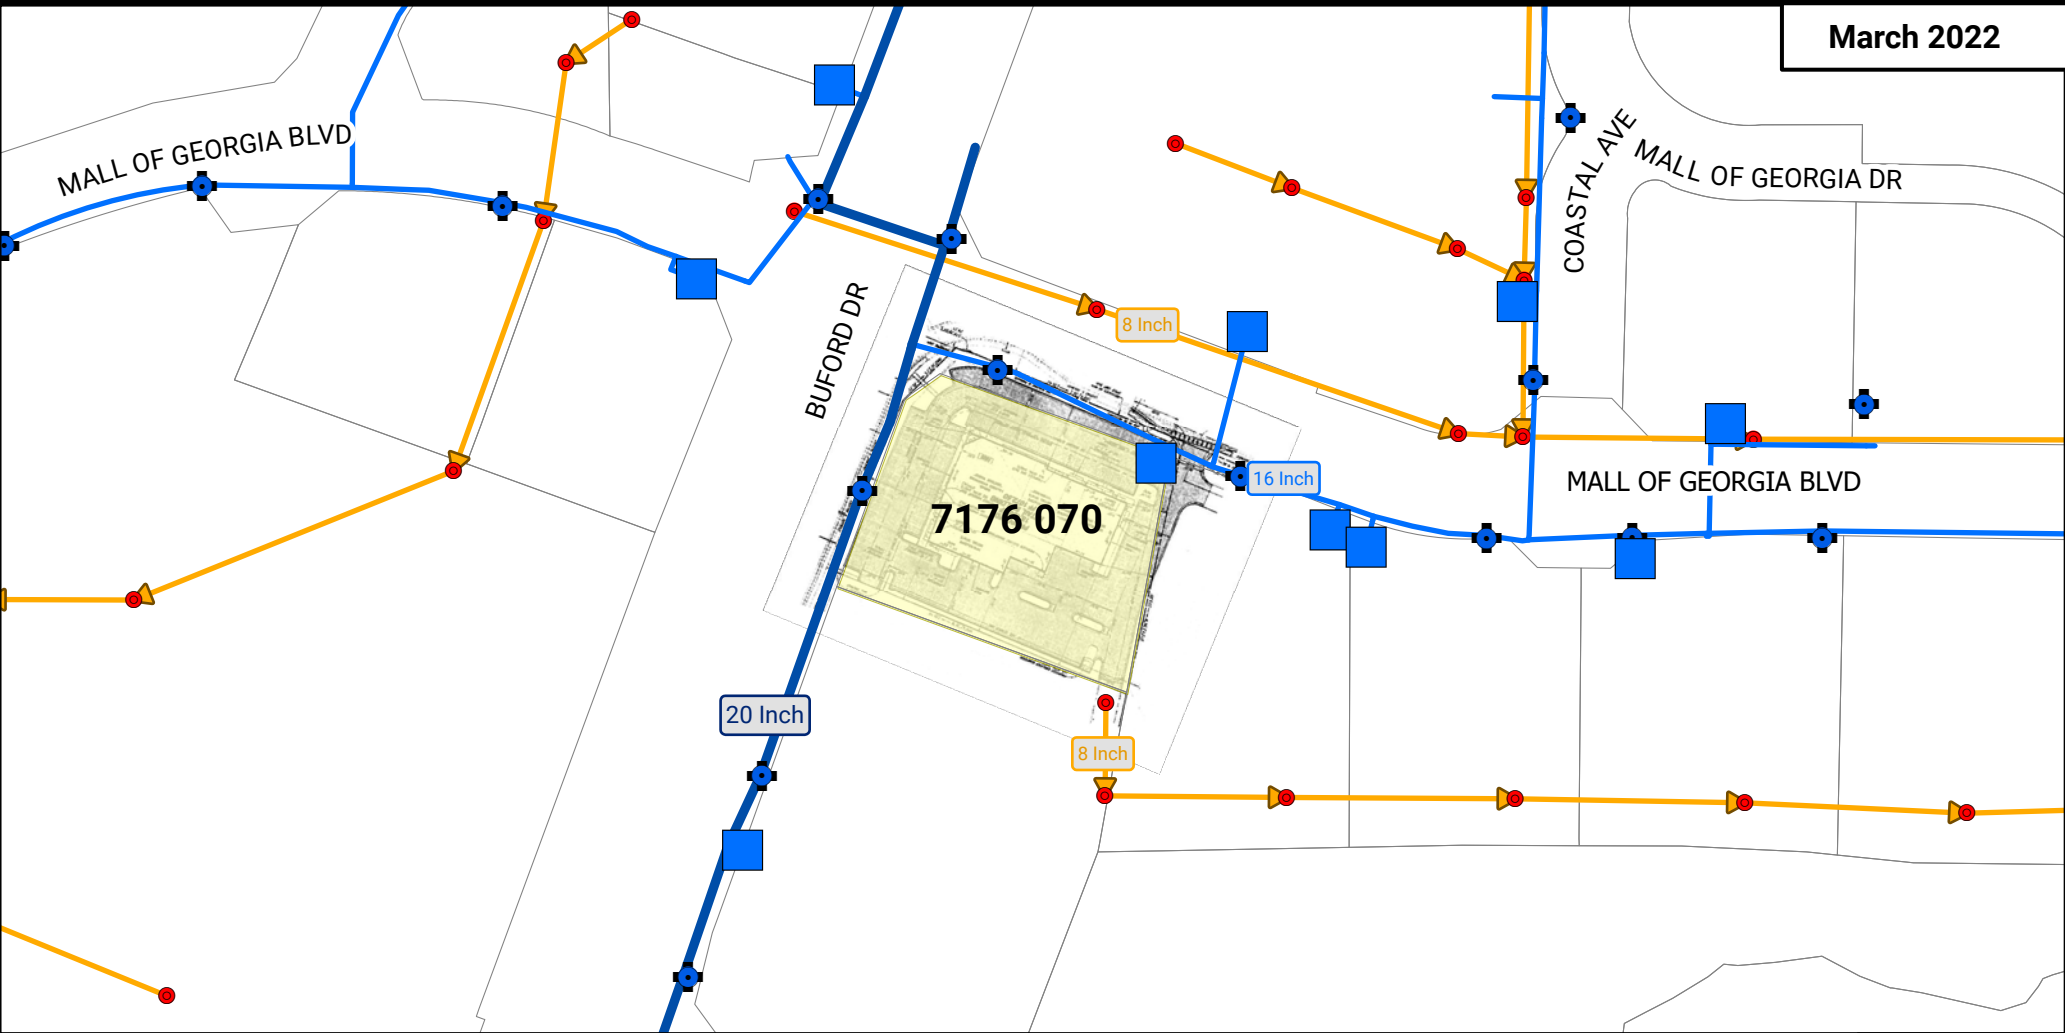 March 2022
MALL OF GEORGIA BLVD
COASTAL AVE
MALL OF GEORGIA DR
BUFORD DR
8 Inch
16 Inch
MALL OF GEORGIA BLVD
7176 070
20 Inch
8 Inch